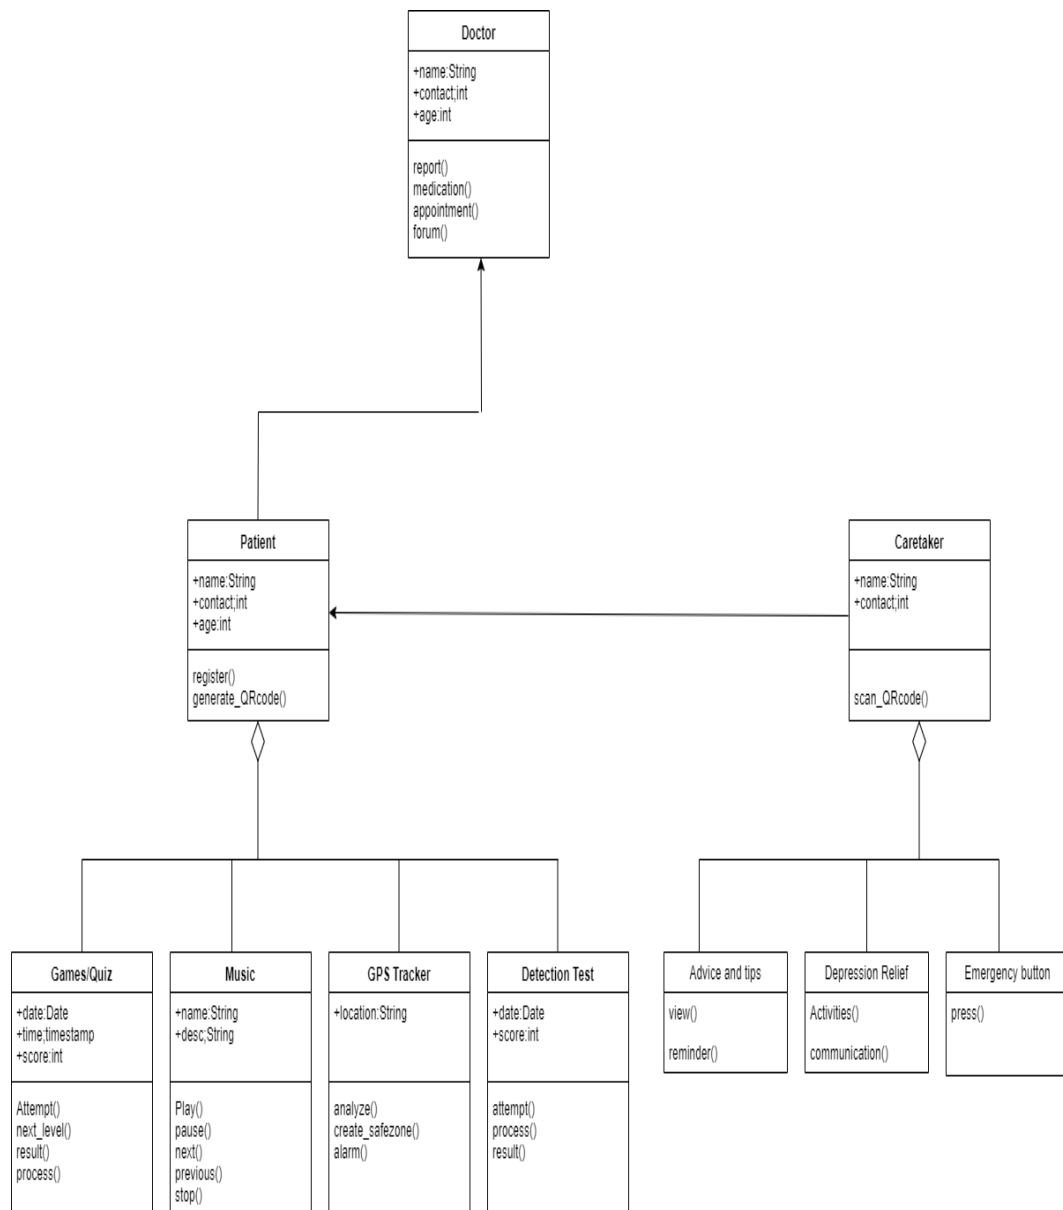 Doctor
+name:String
+contact;int
+age:int
report()
medication()
appointment()
forum()
Patient
+name:String
+contact;int
+age:int
register()
generate_QRcode()
Caretaker
+name:String
+contact;int
scan_QRcode()
Games/Quiz
+date:Date
+time;timestamp
+score:int
Attempt()
next_level()
result()
process()
Music
+name:String
+desc;String
Play()
pause()
next()
previous()
stop()
GPS Tracker
+location:String
analyze()
create_safezone()
alarm()
Detection Test
+date:Date
+score:int
attempt()
process()
result()
Advice and tips
view()
reminder()
Depression Relief
Activities()
communication()
Emergency button
press()